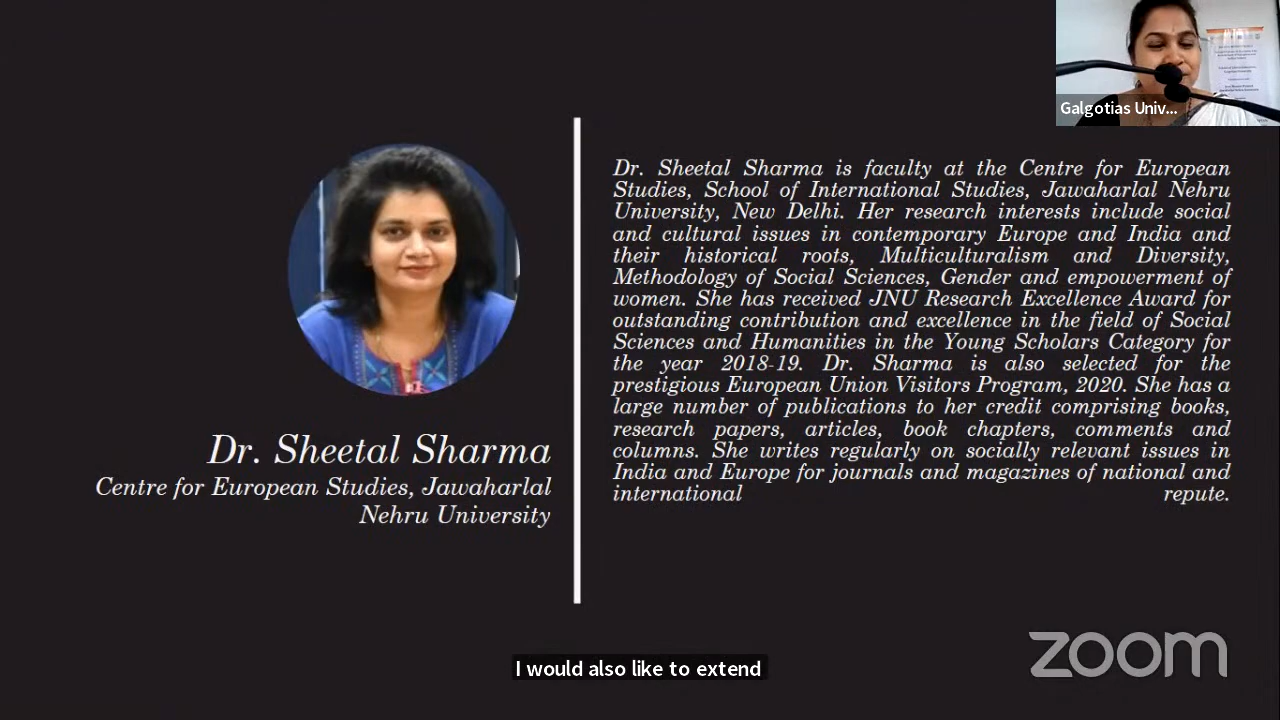 Galgotias Univ...
Dr. Sheetal Sharma is faculty at the Centre for European
Studies, School of International Studies, Jawaharlal Nehru
University, New Delhi. Her research interests include social
and cultural issues in contemporary Europe and India and
their historical roots, Multiculturalism and Diversity,
Methodology of Social Sciences, Gender and empowerment of
women. She has received JNU Research Excellence Award for
outstanding contribution and excellence in the field of Social
Sciences and Humanities in the Young Scholars Category for
the year 2018-19. Dr. Sharma is also selected for the
prestigious European Union Visitors Program, 2020. She has a
large number of publications to her credit comprising books,
research papers, articles, book chapters, comments and
columns. She writes regularly on socially relevant issues in
India and Europe for journals and magazines of national and
international repute.
Dr. Sheetal Sharma
Centre for European Studies, Jawaharlal
Nehru University
I would also like to extend
zoom